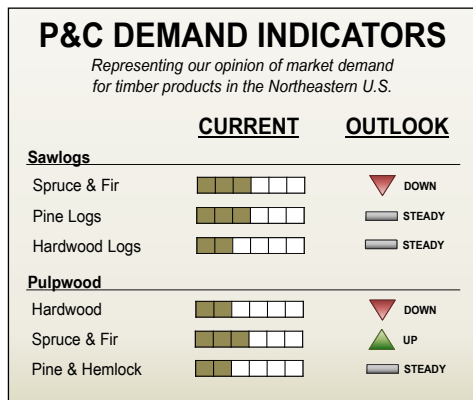 P&C DEMAND INDICATORS
Representing our opinion of market demand
for timber products in the Northeastern U.S.
CURRENT OUTLOOK
Sawlogs
Spruce & Fir DOWN
Pine Logs STEADY
Hardwood Logs STEADY
Pulpwood
Hardwood DOWN
Spruce & Fir UP
Pine & Hemlock STEADY